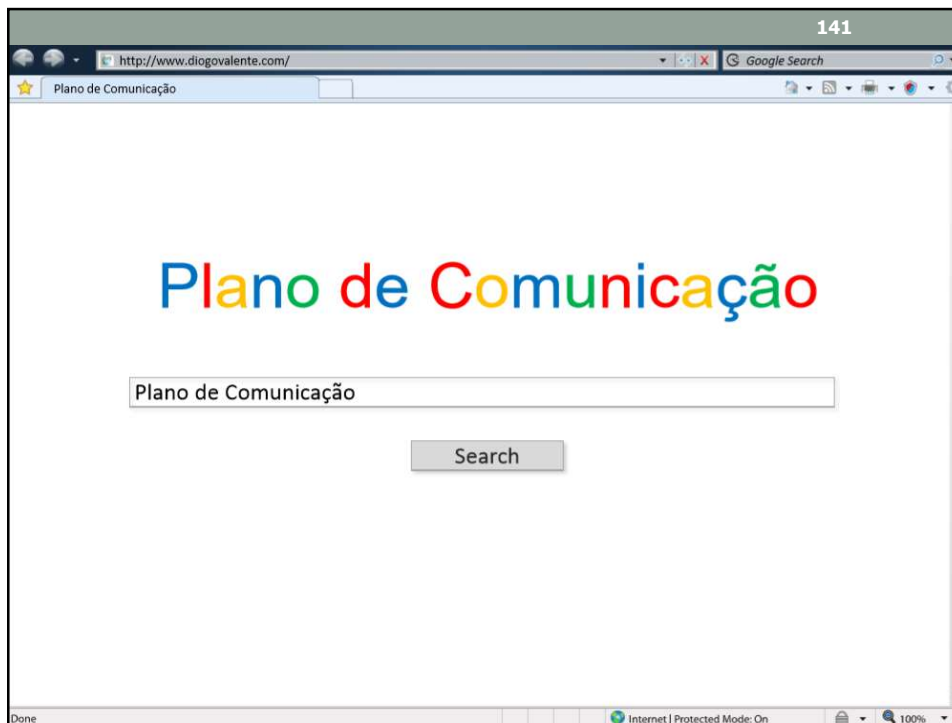 141
http://www.diogovalente.com/
Google Search
Plano de Comunicação
Plano de Comunicação
Plano de Comunicação
Search
Done
Internet | Protected Mode: On
100%